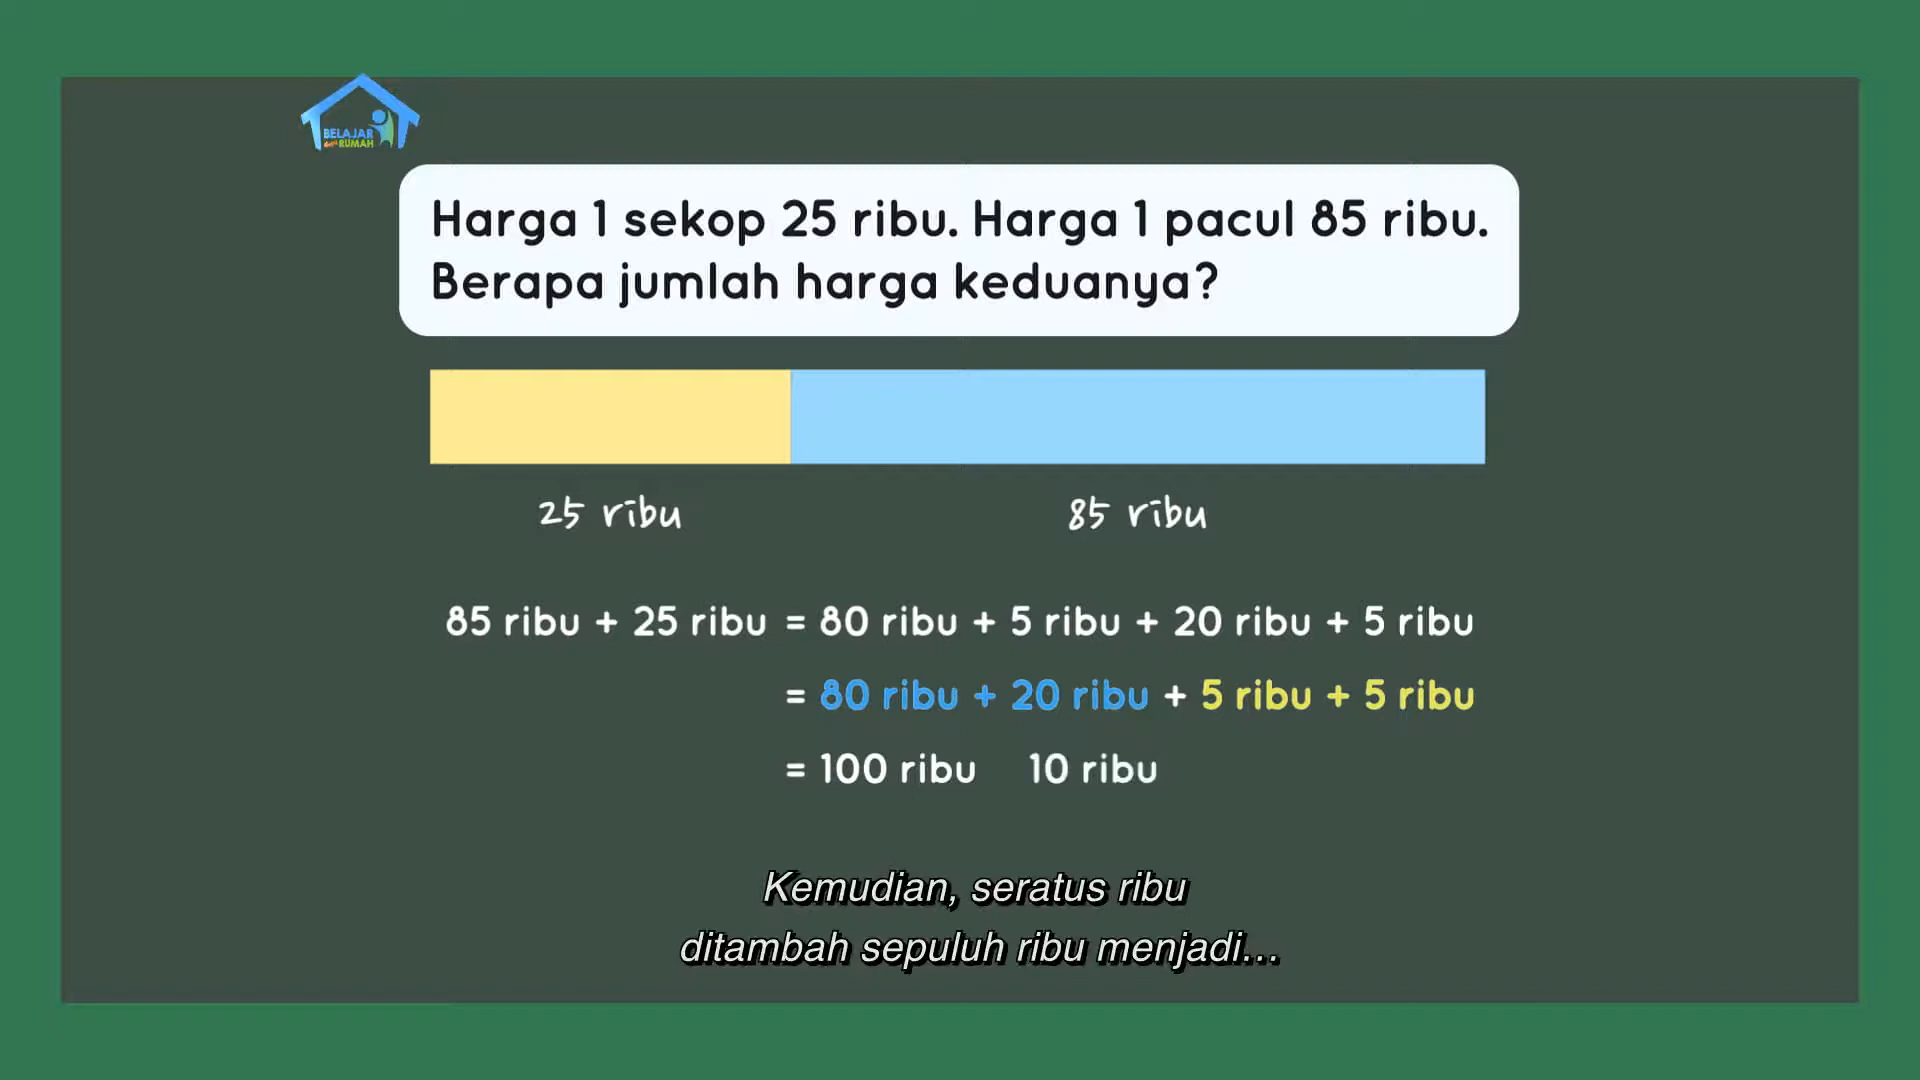 BELAJAR
dari RUMAH
Harga 1 sekop 25 ribu. Harga 1 pacul 85 ribu.
Berapa jumlah harga keduanya?
25 ribu 85 ribu
85 ribu + 25 ribu = 80 ribu + 5 ribu + 20 ribu + 5 ribu
= 80 ribu + 20 ribu + 5 ribu + 5 ribu
= 100 ribu 10 ribu
Kemudian, seratus ribu
ditambah sepuluh ribu menjadi...